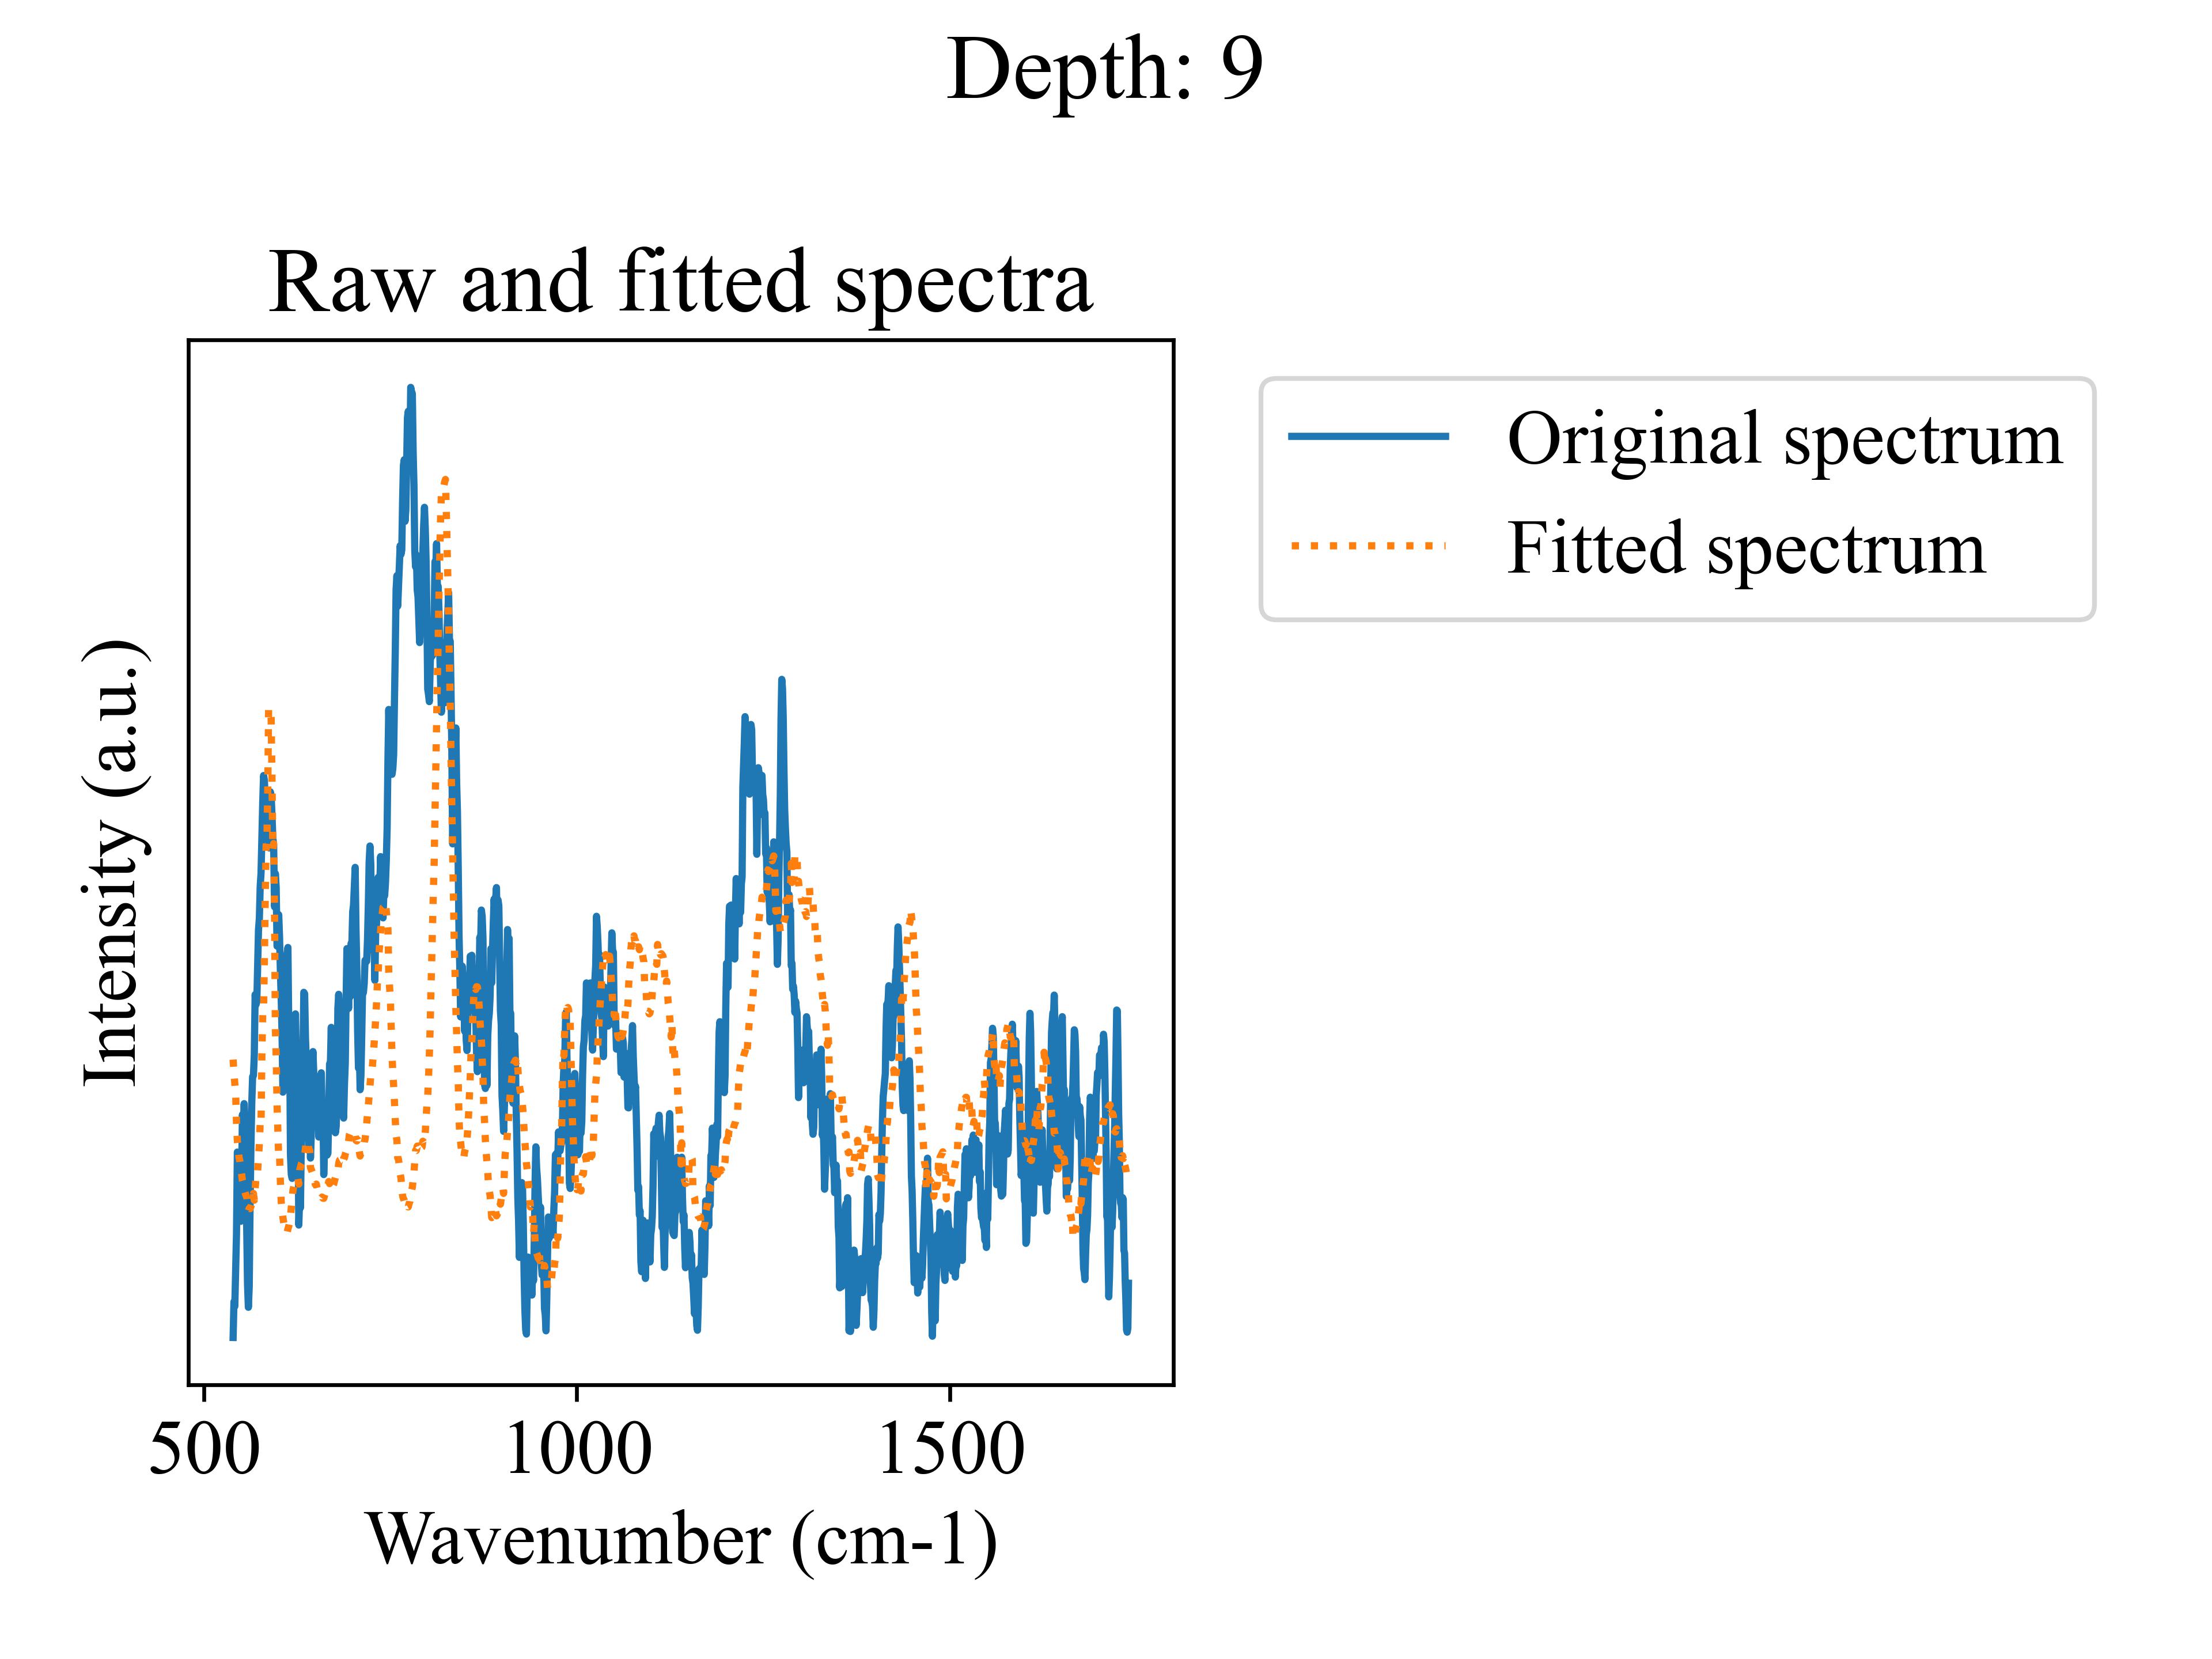 Depth: 9
Raw and fitted spectra
Original spectrum
Fitted spectrum
Intensity (a.u.)
500 1000 1500
Wavenumber (cm-1)